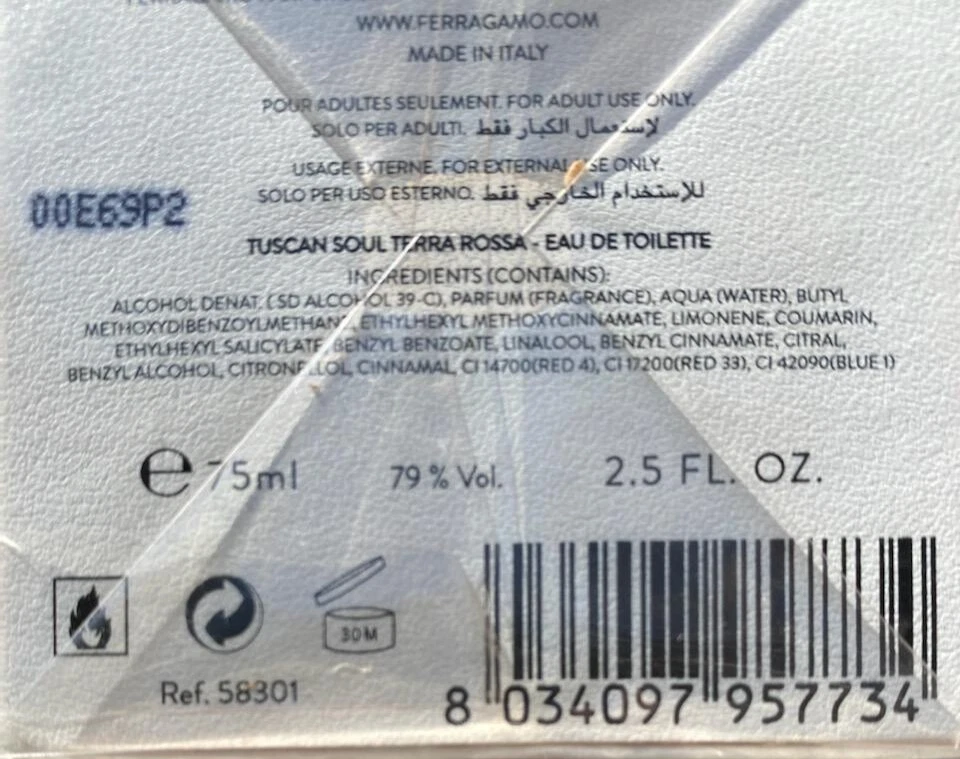 WWW.FERRAGAMO.COM
MADE IN ITALY
POUR ADULTES SEULEMENT. FOR ADULT USE ONLY.
SOLO PER ADULTI. لاستعمال الكبار فقط
USAGE EXTERNE. FOR EXTERNAL USE ONLY.
SOLO PER USO ESTERNO. للاستخدام الخارجي فقط
00E69P2
TUSCAN SOUL TERRA ROSSA - EAU DE TOILETTE
INGREDIENTS (CONTAINS):
ALCOHOL DENAT. ( SD ALCOHOL 39-C), PARFUM (FRAGRANCE), AQUA (WATER), BUTYL
METHOXYDIBENZOYLMETHANE, ETHYLHEXYL METHOXYCINNAMATE, LIMONENE, COUMARIN,
ETHYLHEXYL SALICYLATE, BENZYL BENZOATE, LINALOOL, BENZYL CINNAMATE, CITRAL,
BENZYL ALCOHOL, CITRONELLOL, CINNAMAL, CI 14700(RED 4), CI 17200(RED 33), CI 42090(BLUE 1)
e 75ml 79 % Vol. 2.5 FL. OZ.
30M
Ref. 58301
8 034097 957734